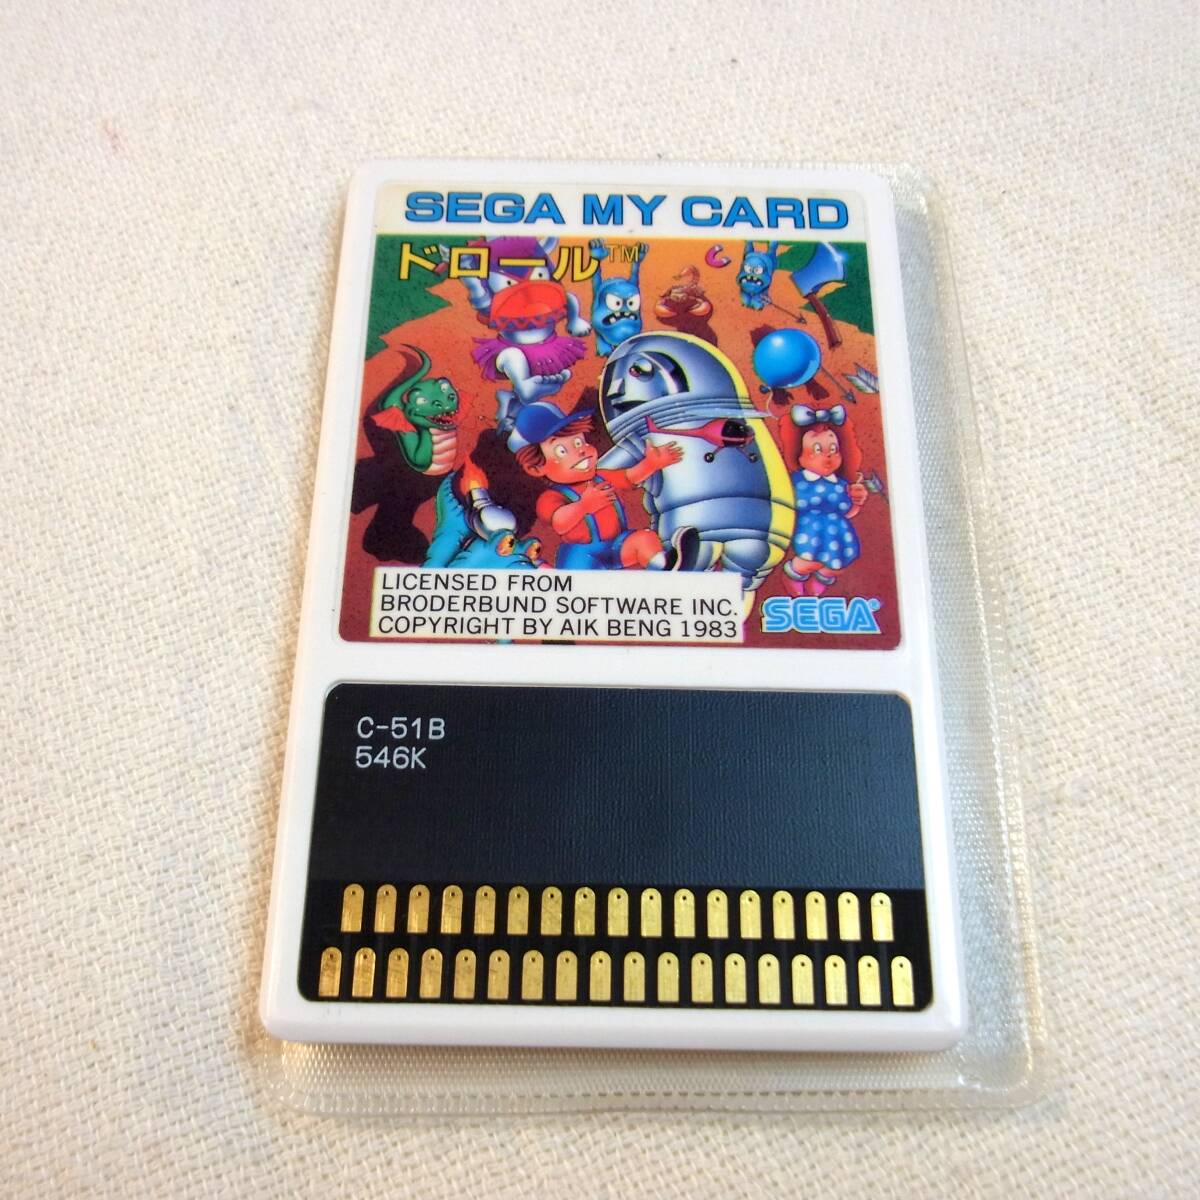 SEGA MY CARD
ドロール™
LICENSED FROM
BRODERBUND SOFTWARE INC.
COPYRIGHT BY AIK BENG 1983
SEGA®
C-51B
546K